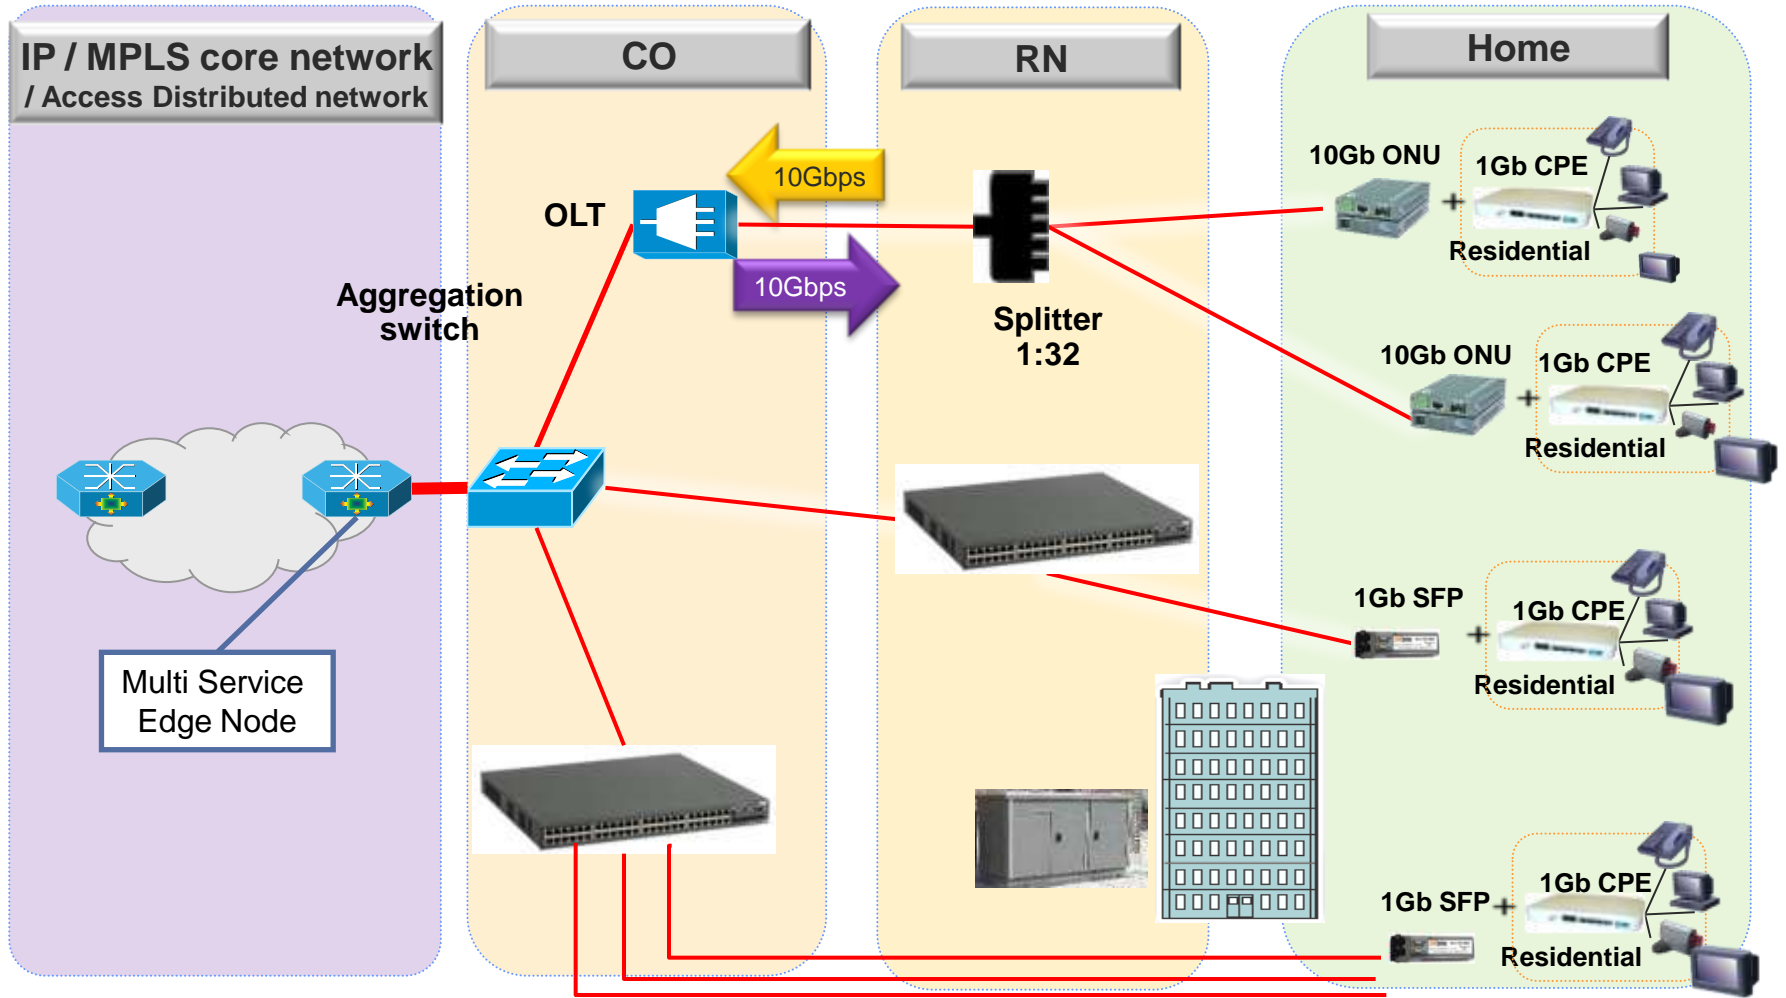 IP / MPLS core network
/ Access Distributed network
CO
RN
Home
10Gbps
10Gbps
OLT
Aggregation
switch
Splitter
1:32
10Gb ONU
1Gb CPE
Residential
10Gb ONU
1Gb CPE
Residential
1Gb SFP
1Gb CPE
Residential
1Gb SFP
1Gb CPE
Residential
Multi Service
Edge Node